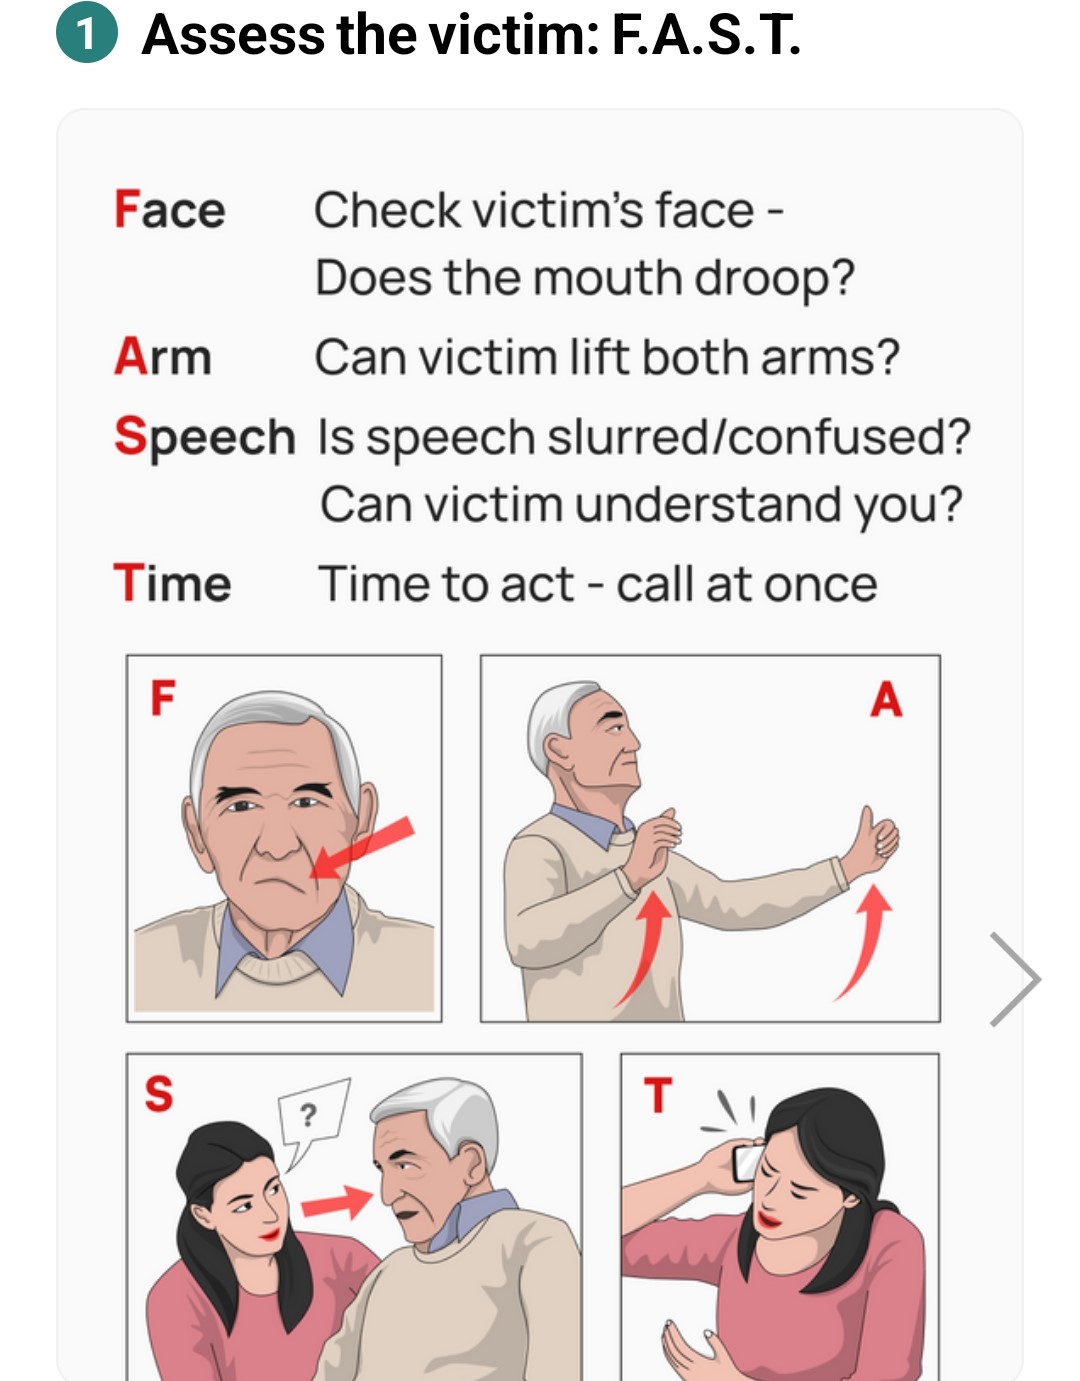 1 Assess the victim: F.A.S.T.
Face Check victim's face -
Does the mouth droop?
Arm Can victim lift both arms?
Speech Is speech slurred/confused?
Can victim understand you?
Time Time to act - call at once
F
A
S
?
T